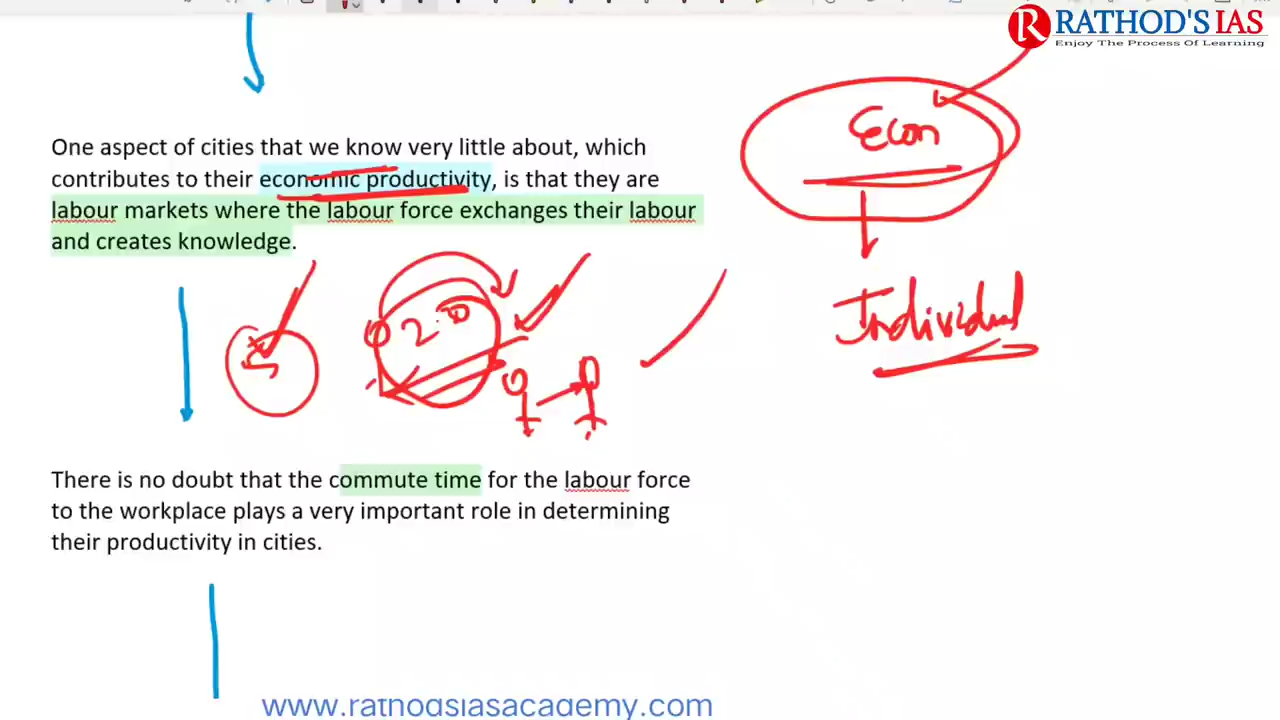 RATHOD'S IAS
Enjoy The Process Of Learning
Econ
One aspect of cities that we know very little about, which
contributes to their economic productivity, is that they are
labour markets where the labour force exchanges their labour
and creates knowledge.
5
20
Individual
There is no doubt that the commute time for the labour force
to the workplace plays a very important role in determining
their productivity in cities.
www.rathodsiasacademy.com